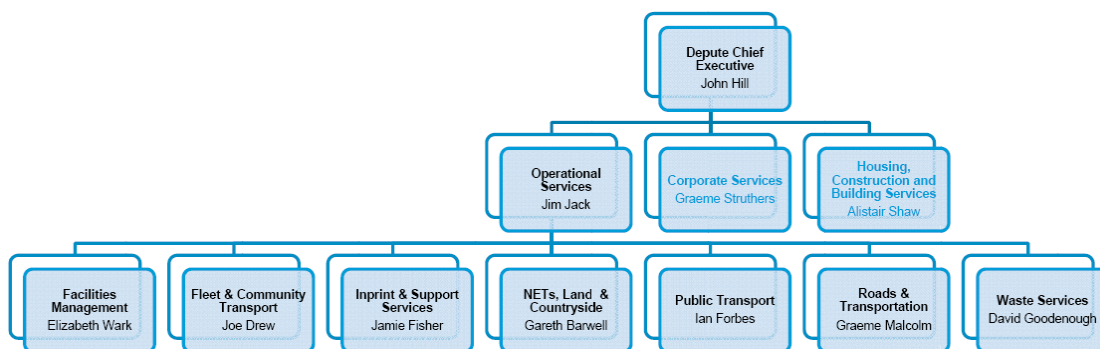 Depute Chief
Executive
John Hill
Operational
Services
Jim Jack
Corporate Services
Graeme Struthers
Housing,
Construction and
Building Services
Alistair Shaw
Facilities
Management
Elizabeth Wark
Fleet & Community
Transport
Joe Drew
Inprint & Support
Services
Jamie Fisher
NETs, Land &
Countryside
Gareth Barwell
Public Transport
Ian Forbes
Roads &
Transportation
Graeme Malcolm
Waste Services
David Goodenough